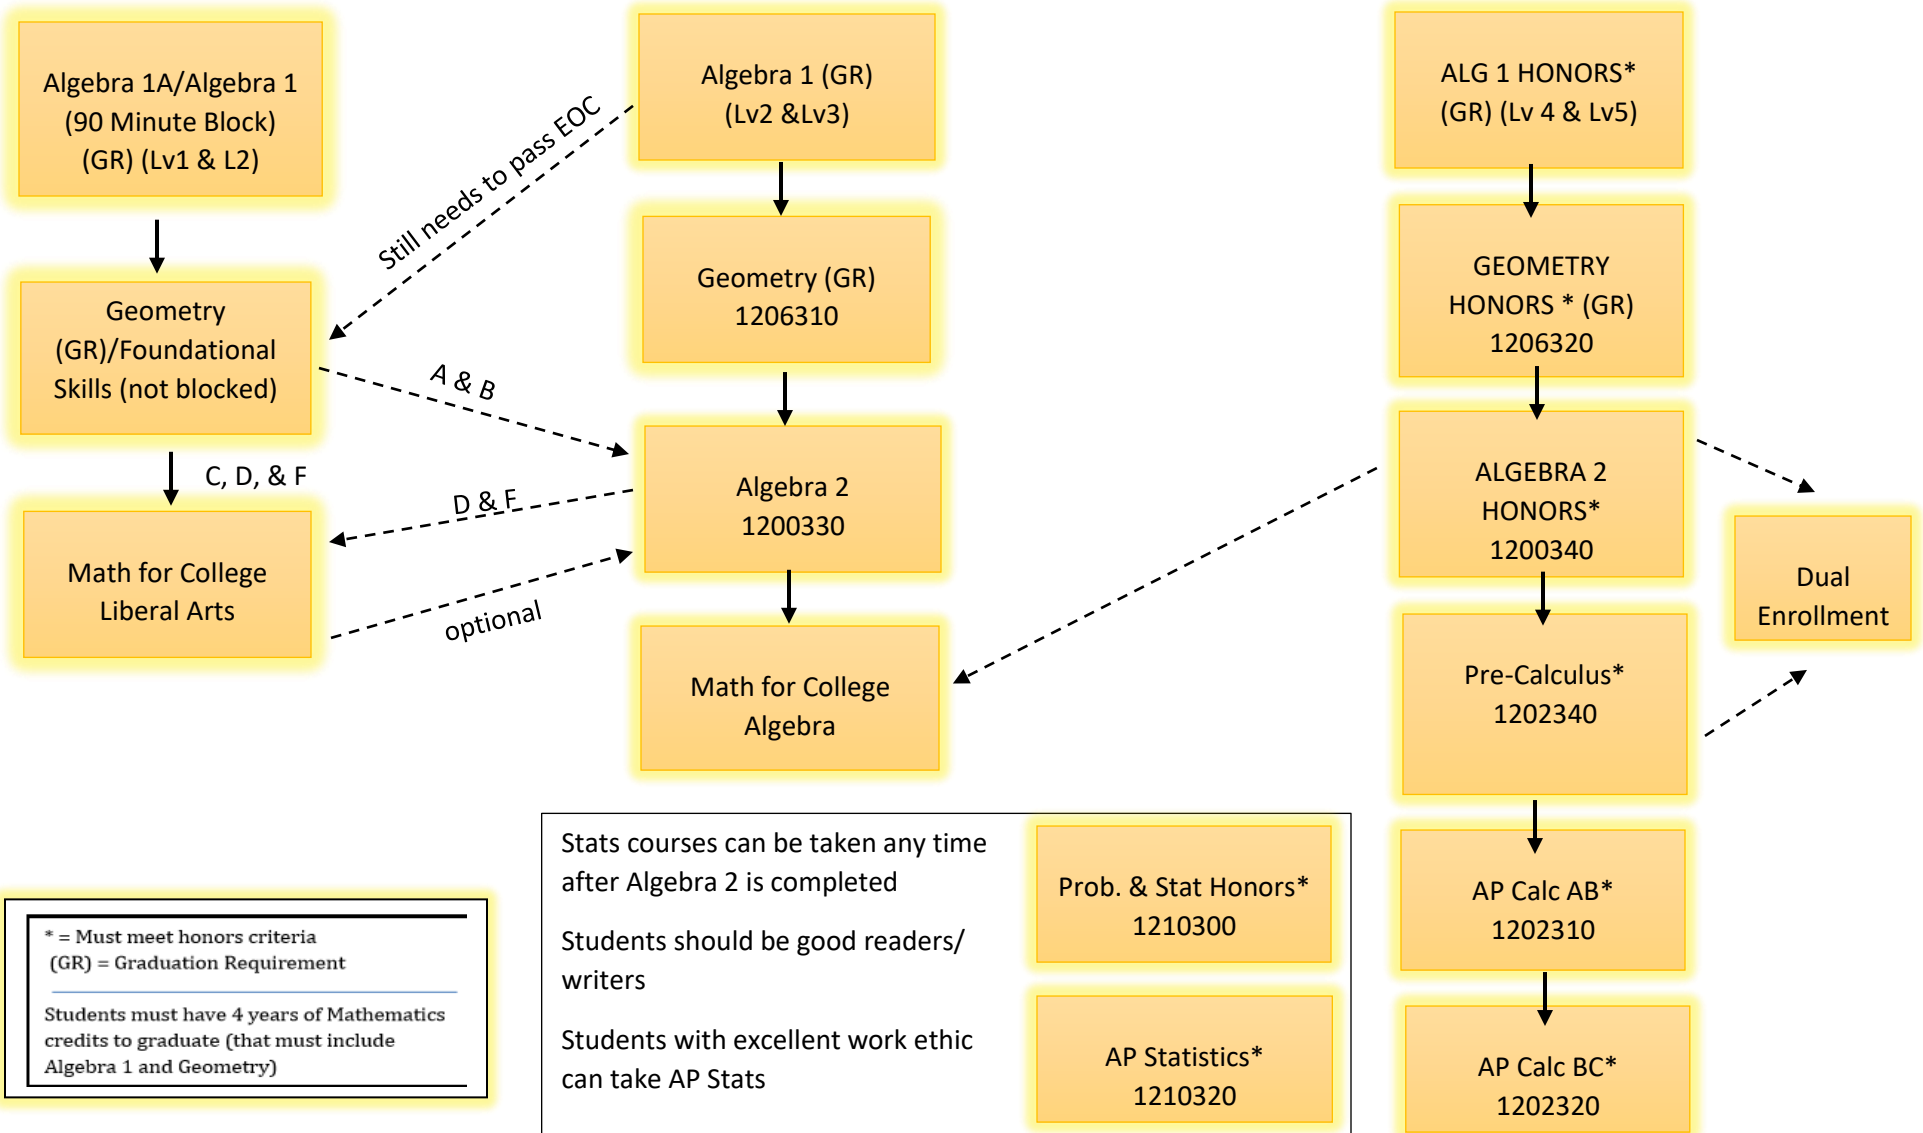 Algebra 1A/Algebra 1
(90 Minute Block)
(GR) (Lv1 & L2)
Geometry
(GR)/Foundational
Skills (not blocked)
C, D, & F
Math for College
Liberal Arts
Still needs to pass EOC
A & B
D & F
optional
Algebra 1 (GR)
(Lv2 &Lv3)
Geometry (GR)
1206310
Algebra 2
1200330
Math for College
Algebra
ALG 1 HONORS*
(GR) (Lv 4 & Lv5)
GEOMETRY
HONORS * (GR)
1206320
ALGEBRA 2
HONORS*
1200340
Dual
Enrollment
Pre-Calculus*
1202340
AP Calc AB*
1202310
AP Calc BC*
1202320
Stats courses can be taken any time
after Algebra 2 is completed
Students should be good readers/
writers
Students with excellent work ethic
can take AP Stats
Prob. & Stat Honors*
1210300
AP Statistics*
1210320
* = Must meet honors criteria
(GR) = Graduation Requirement
Students must have 4 years of Mathematics
credits to graduate (that must include
Algebra 1 and Geometry)